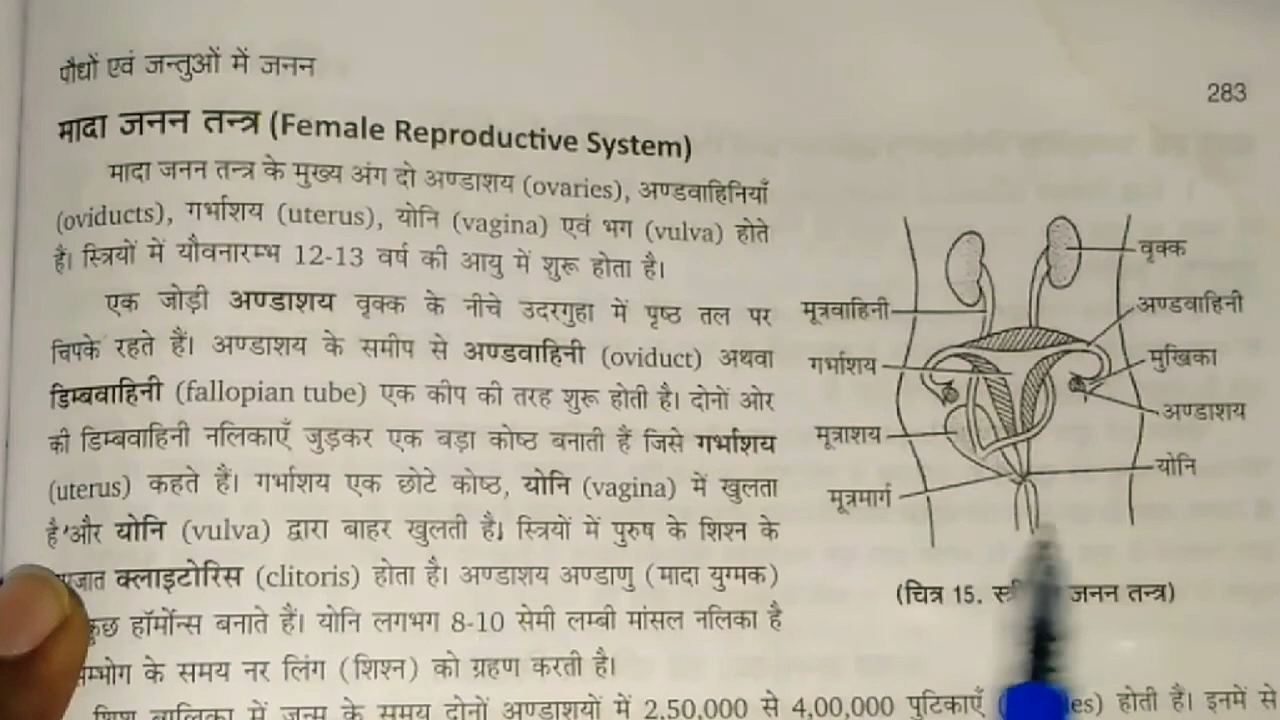 पौधों एवं जन्तुओं में जनन
283
मादा जनन तन्त्र (Female Reproductive System)
मादा जनन तन्त्र के मुख्य अंग दो अण्डाशय (ovaries), अण्डवाहिनियाँ
(oviducts), गर्भाशय (uterus), योनि (vagina) एवं भग (vulva) होते
हैं। स्त्रियों में यौवनारम्भ 12-13 वर्ष की आयु में शुरू होता है।
एक जोड़ी अण्डाशय वृक्क के नीचे उदरगुहा में पृष्ठ तल पर
चिपके रहते हैं। अण्डाशय के समीप से अण्डवाहिनी (oviduct) अथवा
डिम्बवाहिनी (fallopian tube) एक कीप की तरह शुरू होती है। दोनों ओर
की डिम्बवाहिनी नलिकाएँ जुड़कर एक बड़ा कोष्ठ बनाती हैं जिसे गर्भाशय
(uterus) कहते हैं। गर्भाशय एक छोटे कोष्ठ, योनि (vagina) में खुलता
है और योनि (vulva) द्वारा बाहर खुलती है। स्त्रियों में पुरुष के शिश्न के
क्लाइटोरिस (clitoris) होता है। अण्डाशय अण्डाणु (मादा युग्मक)
कुछ हॉर्मोन्स बनाते हैं। योनि लगभग 8-10 सेमी लम्बी मांसल नलिका है
के समय नर लिंग (शिश्न) को ग्रहण करती है।
शिशु बालिका में जन्म के समय दोनों अण्डाशयों में 2,50,000 से 4,00,000 पुटिकाएँ होती हैं। इनमें से
वृक्क
मूत्रवाहिनी
अण्डवाहिनी
गर्भाशय
मुखिका
अण्डाशय
मूत्राशय
योनि
मूत्रमार्ग
(चित्र 15. जनन तन्त्र)